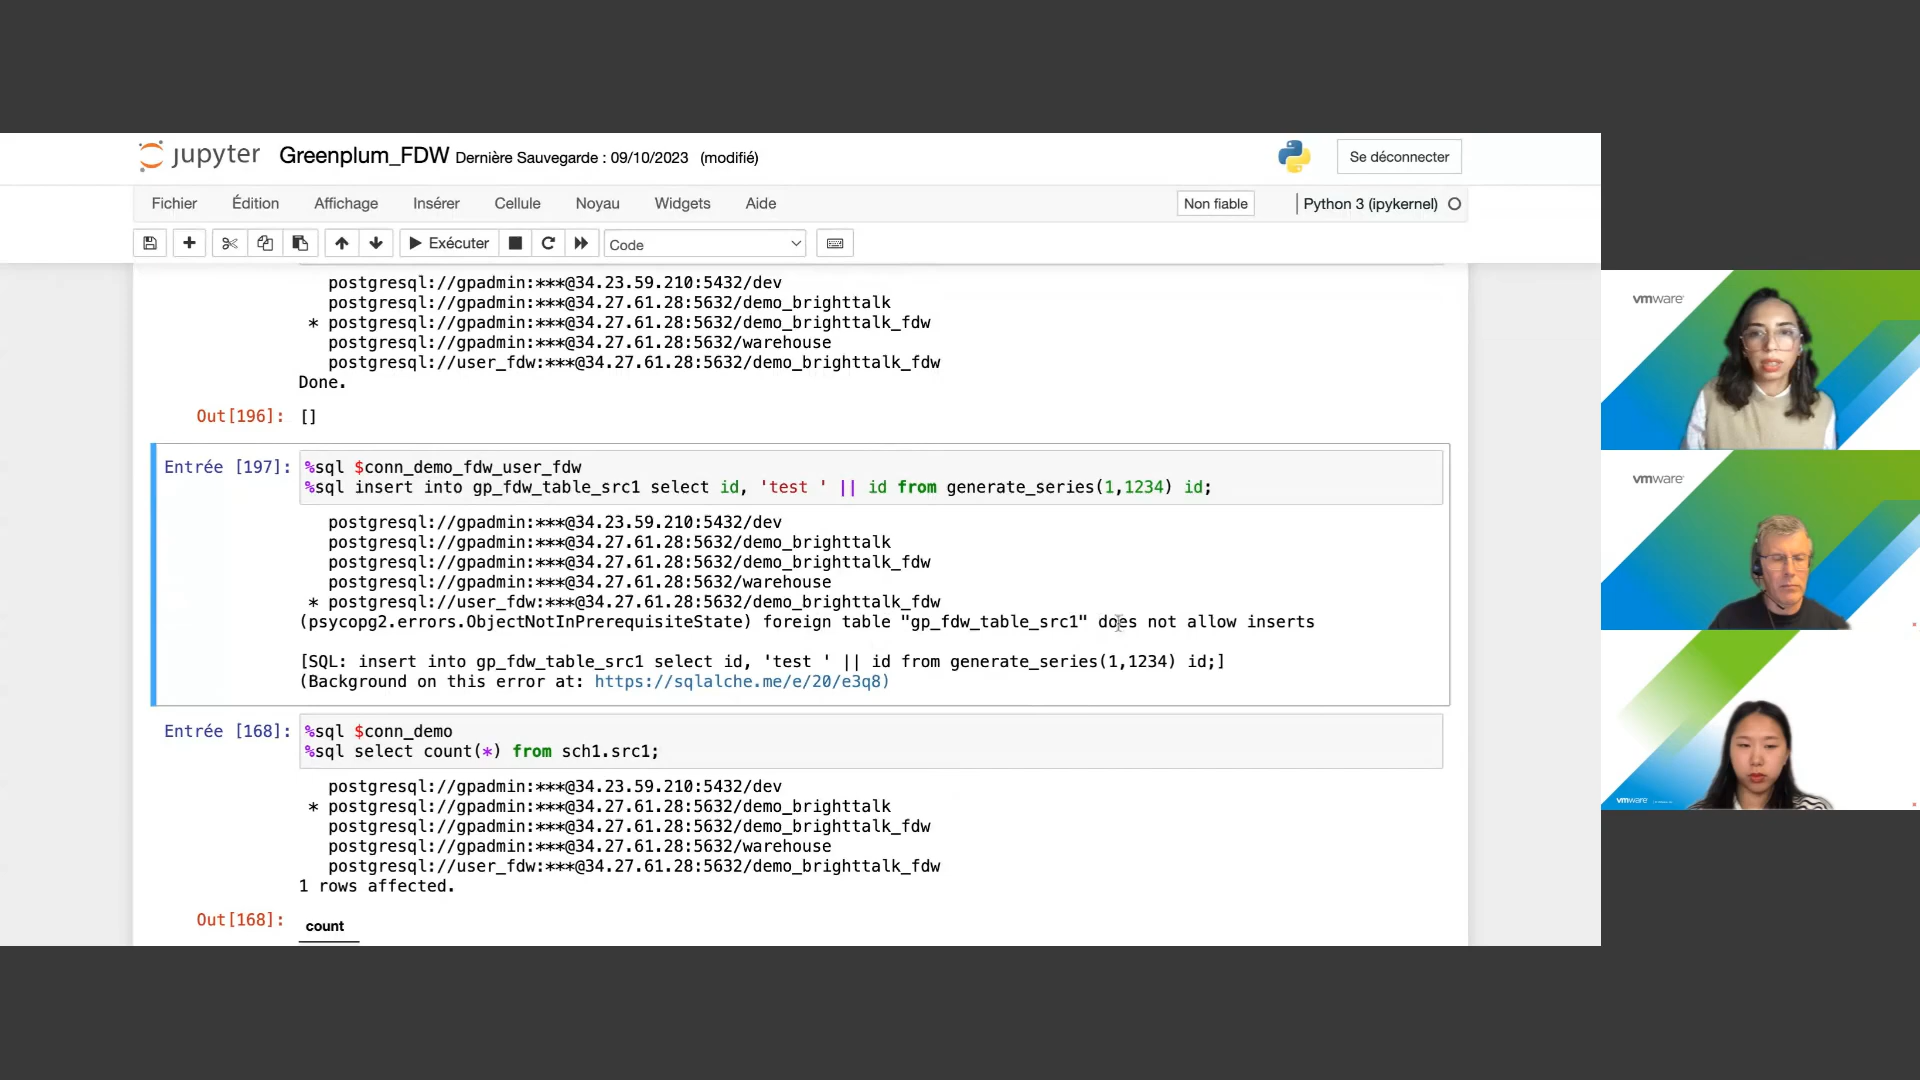 jupyter Greenplum_FDW Dernière Sauvegarde : 09/10/2023 (modifié)
Se déconnecter
Fichier Édition Affichage Insérer Cellule Noyau Widgets Aide
Non fiable
Python 3 (ipykernel)
Exécuter
Code
postgresql://gpadmin:***@34.23.59.210:5432/dev
postgresql://gpadmin:***@34.27.61.28:5632/demo_brighttalk
* postgresql://gpadmin:***@34.27.61.28:5632/demo_brighttalk_fdw
postgresql://gpadmin:***@34.27.61.28:5632/warehouse
postgresql://user_fdw:***@34.27.61.28:5632/demo_brighttalk_fdw
Done.
Out[196]: []
Entrée [197]: %sql $conn_demo_fdw_user_fdw
%sql insert into gp_fdw_table_src1 select id, 'test ' || id from generate_series(1,1234) id;
postgresql://gpadmin:***@34.23.59.210:5432/dev
postgresql://gpadmin:***@34.27.61.28:5632/demo_brighttalk
postgresql://gpadmin:***@34.27.61.28:5632/demo_brighttalk_fdw
postgresql://gpadmin:***@34.27.61.28:5632/warehouse
* postgresql://user_fdw:***@34.27.61.28:5632/demo_brighttalk_fdw
(psycopg2.errors.ObjectNotInPrerequisiteState) foreign table "gp_fdw_table_src1" does not allow inserts
[SQL: insert into gp_fdw_table_src1 select id, 'test ' || id from generate_series(1,1234) id;]
(Background on this error at: https://sqlalche.me/e/20/e3q8)
Entrée [168]: %sql $conn_demo
%sql select count(*) from sch1.src1;
postgresql://gpadmin:***@34.23.59.210:5432/dev
* postgresql://gpadmin:***@34.27.61.28:5632/demo_brighttalk
postgresql://gpadmin:***@34.27.61.28:5632/demo_brighttalk_fdw
postgresql://gpadmin:***@34.27.61.28:5632/warehouse
postgresql://user_fdw:***@34.27.61.28:5632/demo_brighttalk_fdw
1 rows affected.
Out[168]: count
vmware
vmware
vmware